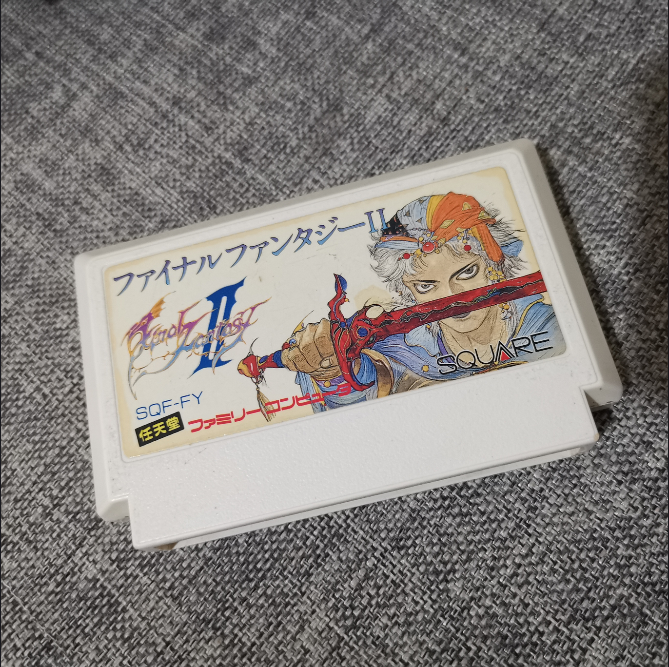 ファイナルファンタジーII
Final Fantasy
II
SQUARE
SQF-FY
任天堂 ファミリーコンピュータ